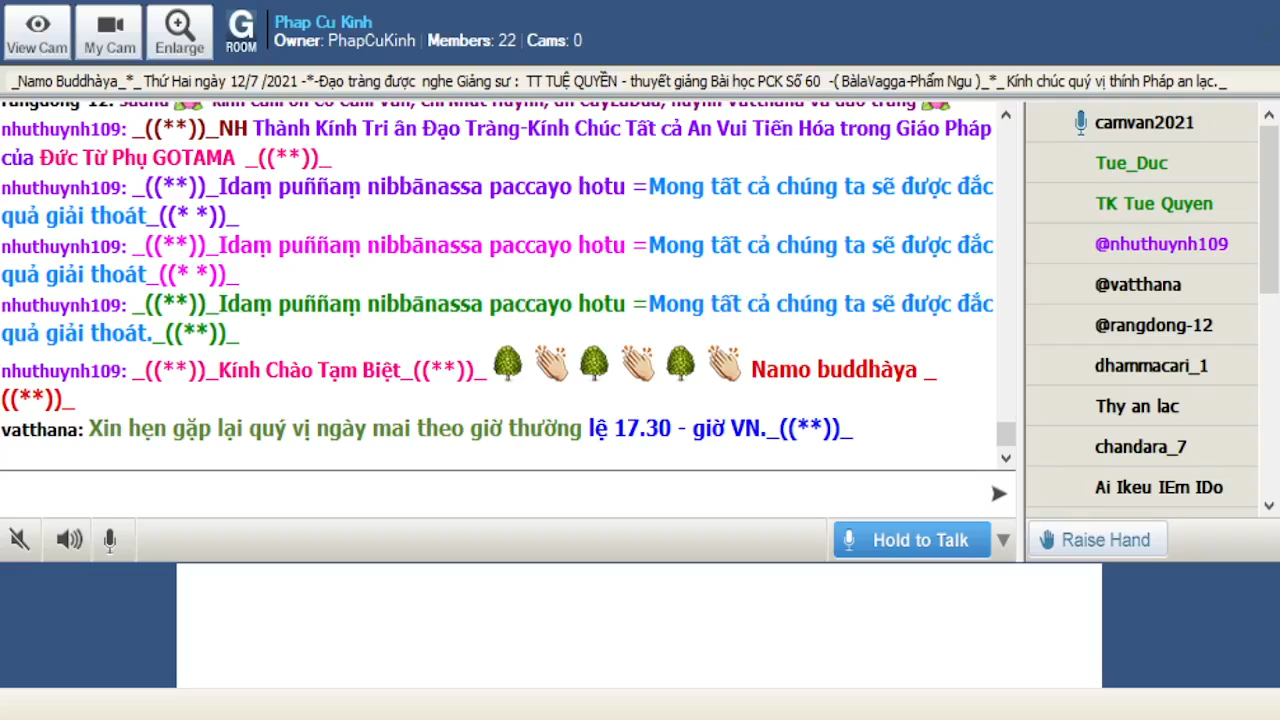 View Cam
My Cam
Enlarge
G
ROOM
Phap Cu Kinh
Owner: PhapCuKinh | Members: 22 | Cams: 0
_Namo Buddhàya_*_ Thứ Hai ngày 12/7 /2021 -*-Đạo tràng được nghe Giảng sư : TT TUỆ QUYỀN - thuyết giảng Bài học PCK Số 60 -( BàlaVagga-Phẩm Ngu )_*_Kính chúc quý vị thính Pháp an lạc._
rangdong-12: sadhu
nhuthuynh109: _((**))_NH Thành Kính Tri ân Đạo Tràng-Kính Chúc Tất cả An Vui Tiến Hóa trong Giáo Pháp
của Đức Từ Phụ GOTAMA _((**))_
nhuthuynh109: _((**))_Idaṃ puññaṃ nibbānassa paccayo hotu =Mong tất cả chúng ta sẽ được đắc
quả giải thoát_((* *))_
nhuthuynh109: _((**))_Idaṃ puññaṃ nibbānassa paccayo hotu =Mong tất cả chúng ta sẽ được đắc
quả giải thoát_((* *))_
nhuthuynh109: _((**))_Idaṃ puññaṃ nibbānassa paccayo hotu =Mong tất cả chúng ta sẽ được đắc
quả giải thoát._((**))_
nhuthuynh109: _((**))_Kính Chào Tạm Biệt_((**))_ Namo buddhàya _
((**))_
vatthana: Xin hẹn gặp lại quý vị ngày mai theo giờ thường lệ 17.30 - giờ VN._((**))_
camvan2021
Tue_Duc
TK Tue Quyen
@nhuthuynh109
@vatthana
@rangdong-12
dhammacari_1
Thy an lac
chandara_7
Ai Ikeu IEm IDo
Hold to Talk
Raise Hand